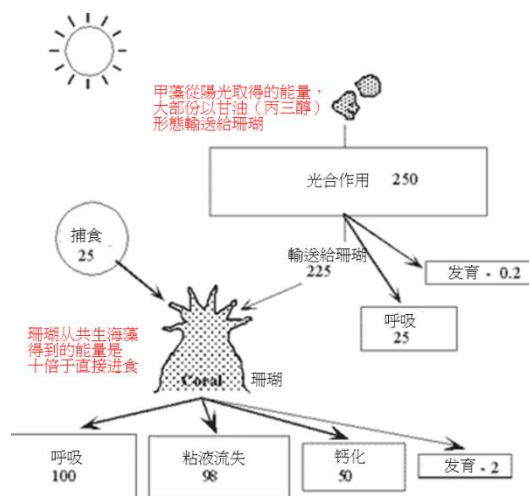 甲藻從陽光取得的能量，
大部份以甘油（丙三醇）
形態輸送給珊瑚
光合作用 250
捕食
25
輸送給珊瑚
225
发育 - 0.2
呼吸
25
珊瑚从共生海藻
得到的能量是
十倍于直接进食
Coral 珊瑚
呼吸
100
粘液流失
98
钙化
50
发育 - 2